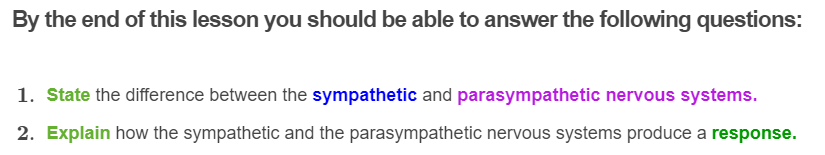 By the end of this lesson you should be able to answer the following questions:
1. State the difference between the sympathetic and parasympathetic nervous systems.
2. Explain how the sympathetic and the parasympathetic nervous systems produce a response.